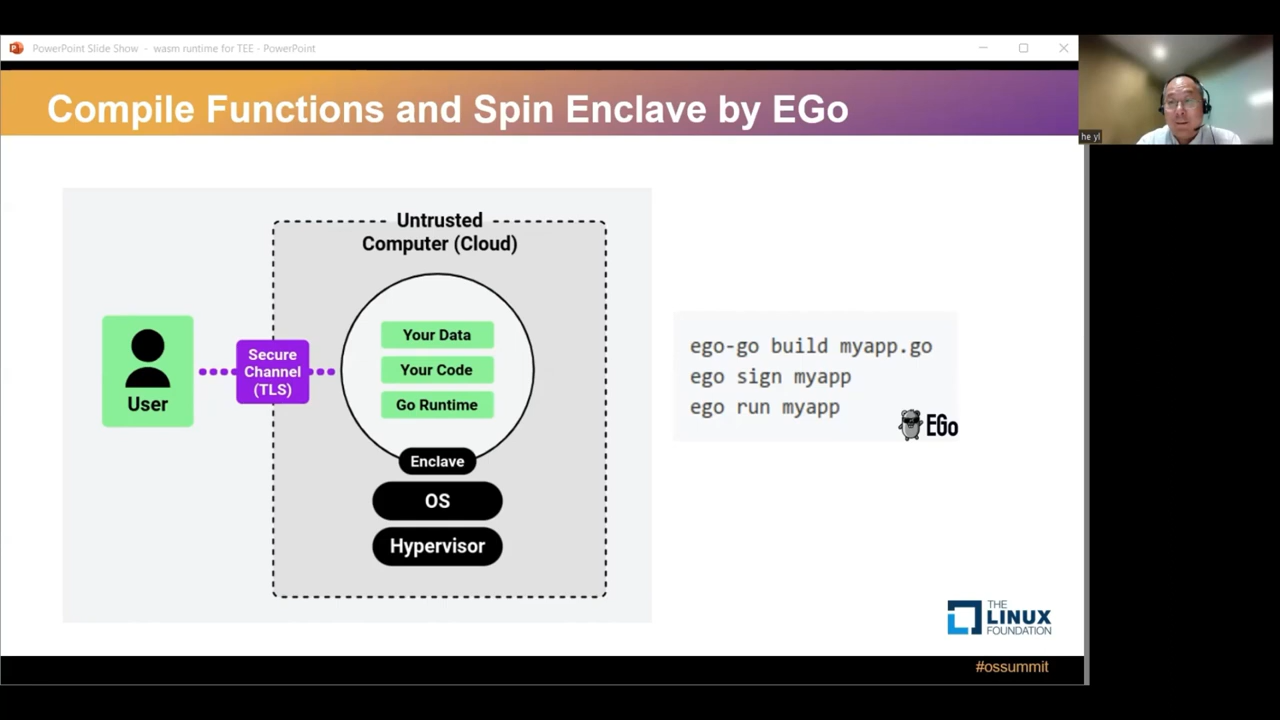 PowerPoint Slide Show - wasm runtime for TEE - PowerPoint
he yi
Compile Functions and Spin Enclave by EGo
Untrusted
Computer (Cloud)
User
Secure
Channel
(TLS)
Your Data
Your Code
Go Runtime
Enclave
OS
Hypervisor
ego-go build myapp.go
ego sign myapp
ego run myapp
EGo
THE
LINUX
FOUNDATION
#ossummit